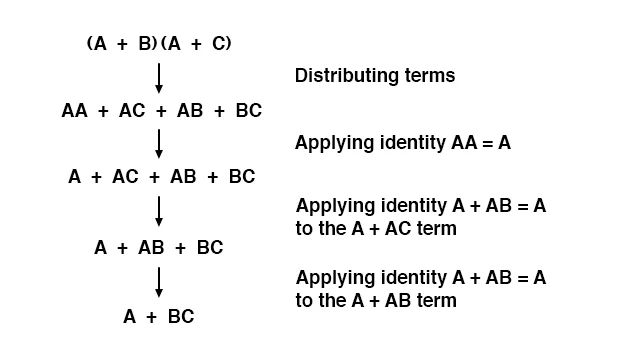 (A + B)(A + C)
Distributing terms
AA + AC + AB + BC
Applying identity AA = A
A + AC + AB + BC
Applying identity A + AB = A
to the A + AC term
A + AB + BC
Applying identity A + AB = A
to the A + AB term
A + BC